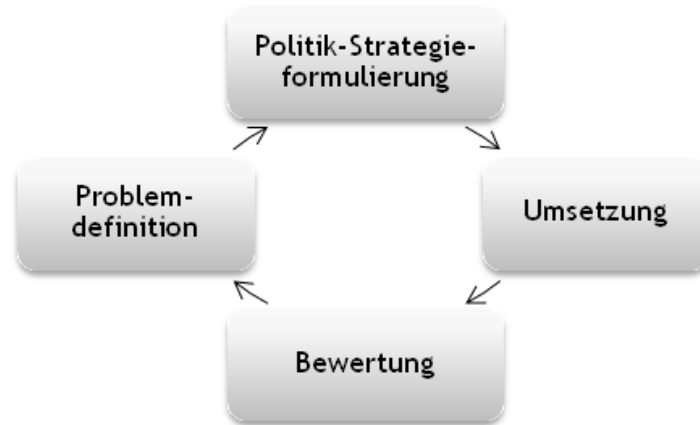 Politik-Strategie-
formulierung
Problem-
definition
Umsetzung
Bewertung